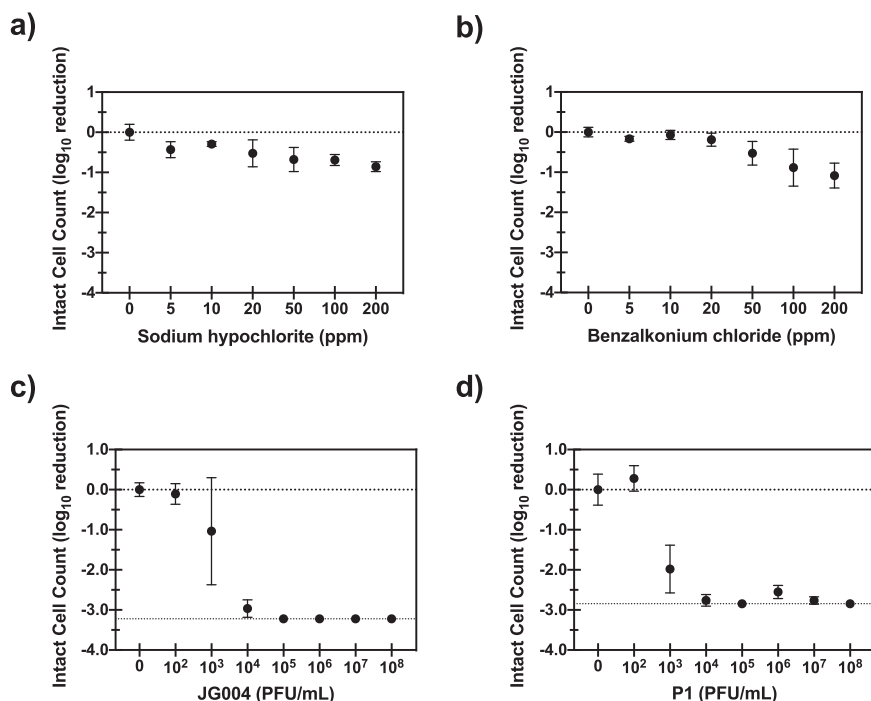 a)
Intact Cell Count (log10 reduction)
1
0
-1
-2
-3
-4
0 5 10 20 50 100 200
Sodium hypochlorite (ppm)
b)
Intact Cell Count (log10 reduction)
1
0
-1
-2
-3
-4
0 5 10 20 50 100 200
Benzalkonium chloride (ppm)
c)
Intact Cell Count (log10 reduction)
1.0
0.0
-1.0
-2.0
-3.0
-4.0
0 10² 10³ 10⁴ 10⁵ 10⁶ 10⁷ 10⁸
JG004 (PFU/mL)
d)
Intact Cell Count (log10 reduction)
1.0
0.0
-1.0
-2.0
-3.0
-4.0
0 10² 10³ 10⁴ 10⁵ 10⁶ 10⁷ 10⁸
P1 (PFU/mL)